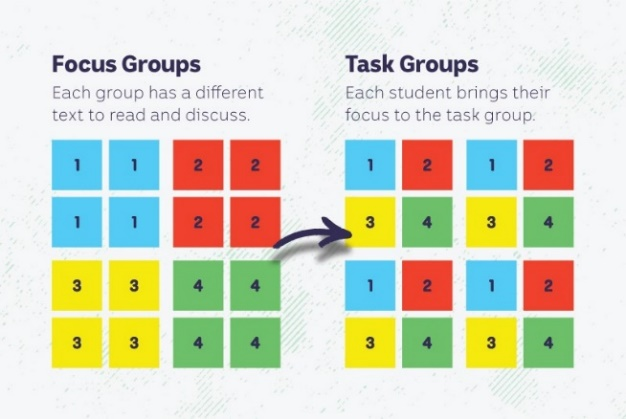 Focus Groups
Each group has a different
text to read and discuss.
1 1 2 2
1 1 2 2
3 3 4 4
3 3 4 4
Task Groups
Each student brings their
focus to the task group.
1 2 1 2
3 4 3 4
1 2 1 2
3 4 3 4